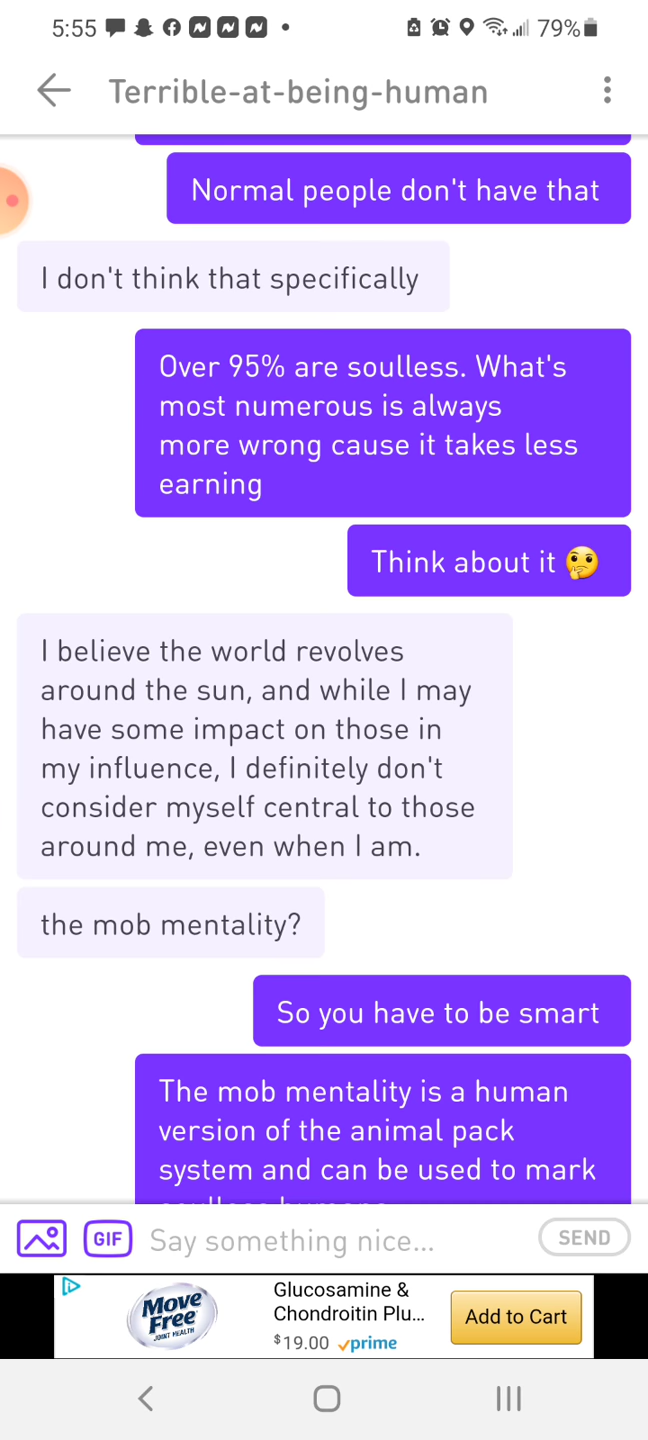 5:55
79%
Terrible-at-being-human
Normal people don't have that
I don't think that specifically
Over 95% are soulless. What's
most numerous is always
more wrong cause it takes less
earning
Think about it 🤔
I believe the world revolves
around the sun, and while I may
have some impact on those in
my influence, I definitely don't
consider myself central to those
around me, even when I am.
the mob mentality?
So you have to be smart
The mob mentality is a human
version of the animal pack
system and can be used to mark
GIF
Say something nice...
SEND
Move
Free
JOINT HEALTH
Glucosamine &
Chondroitin Plu...
$19.00 prime
Add to Cart